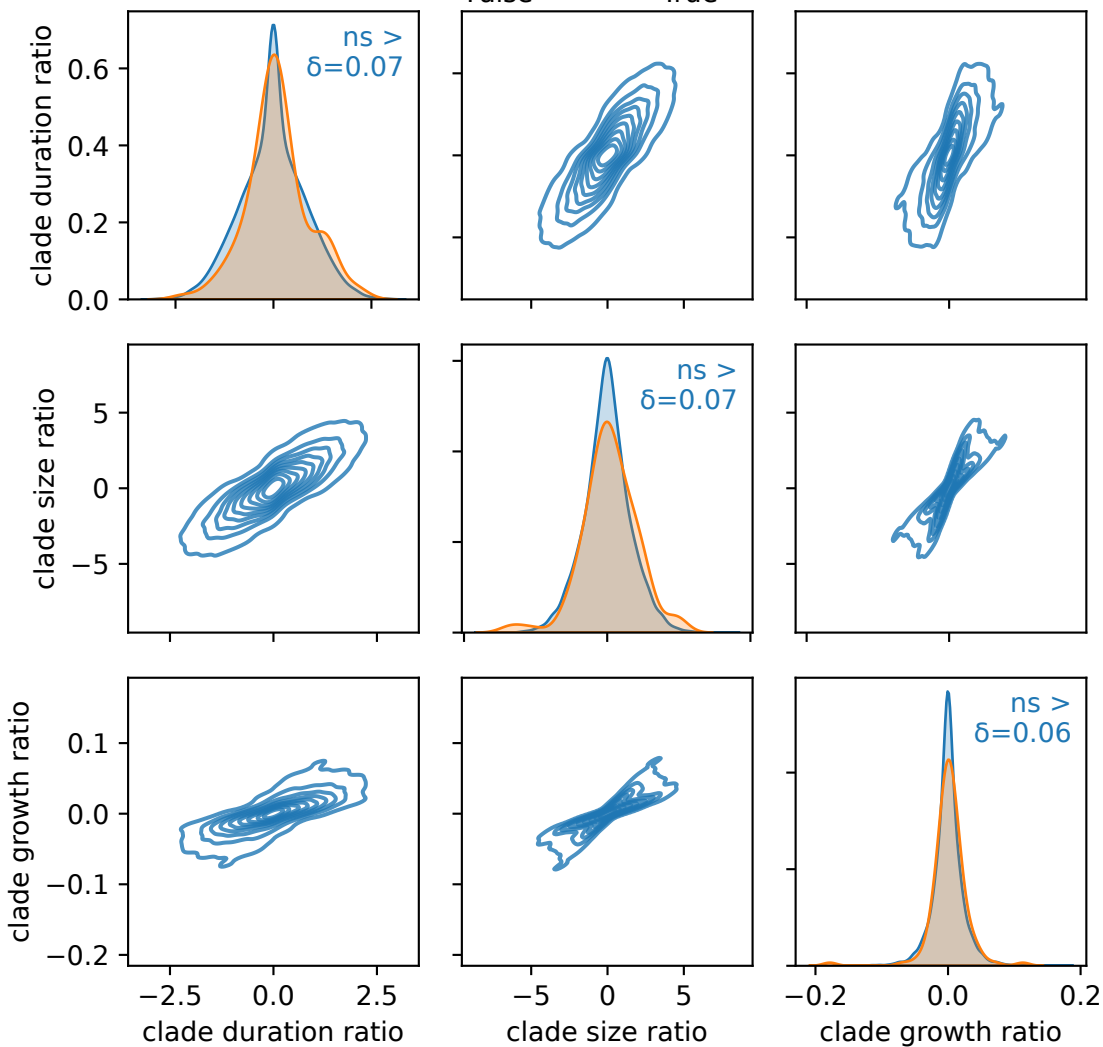 True
clade duration ratio
0.6
0.4
0.2
0.0
ns >
δ=0.07
clade size ratio
5
0
−5
ns >
δ=0.07
clade growth ratio
0.1
0.0
−0.1
−0.2
ns >
δ=0.06
−2.5 0.0 2.5
−5 0 5
−0.2 0.0 0.2
clade duration ratio
clade size ratio
clade growth ratio